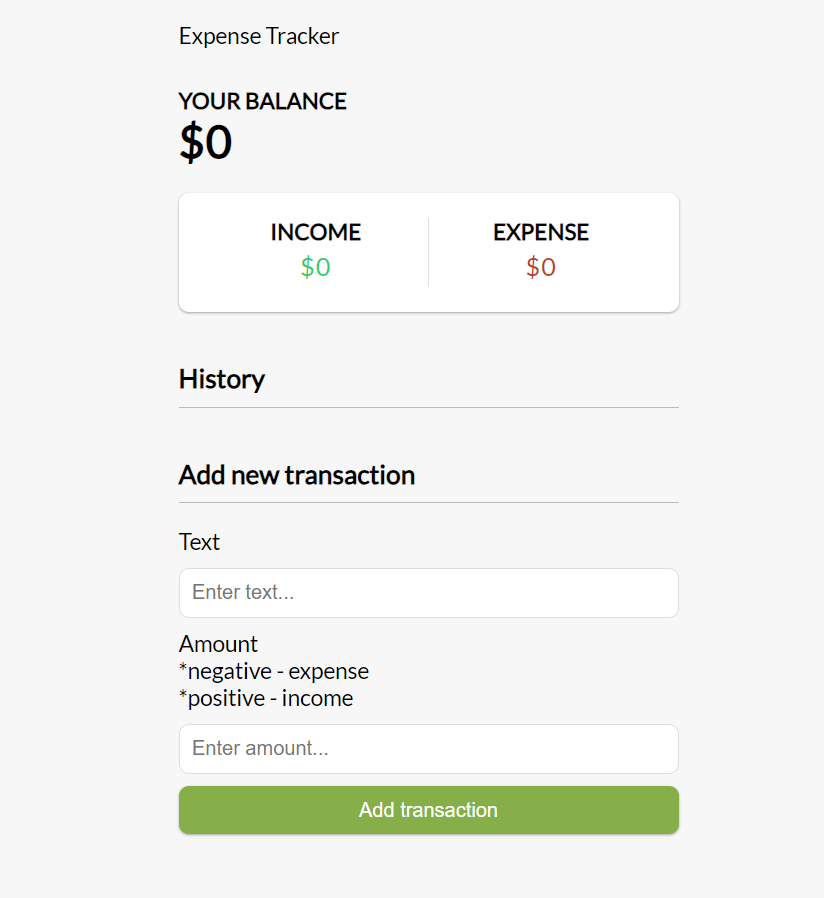 Expense Tracker
YOUR BALANCE
$0
INCOME EXPENSE
$0 $0
History
Add new transaction
Text
Enter text...
Amount
*negative - expense
*positive - income
Enter amount...
Add transaction